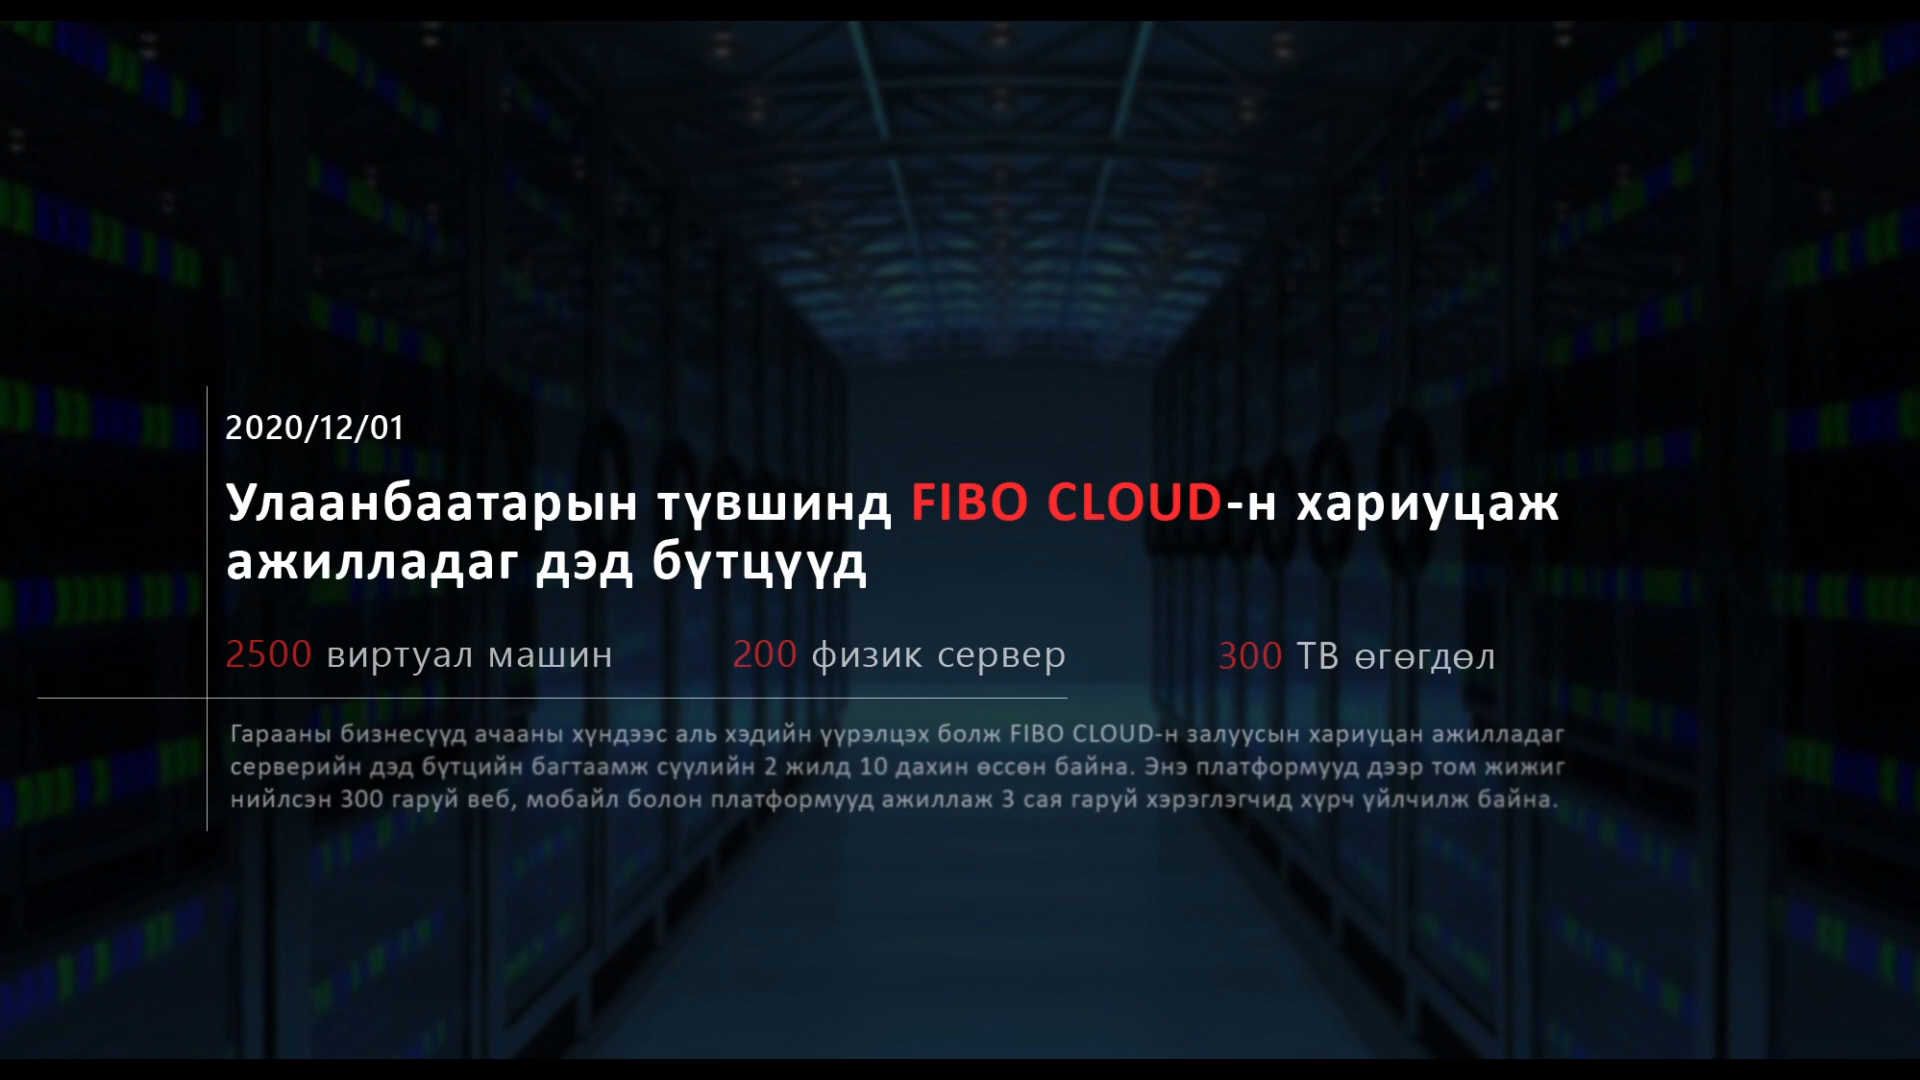 2020/12/01
Улаанбаатарын түвшинд FIBO CLOUD-н хариуцаж
ажилладаг дэд бүтцүүд
2500 виртуал машин 200 физик сервер 300 TB өгөгдөл
Гарааны бизнесүүд ачааны хүндээс аль хэдийн үүрэлцэх болж FIBO CLOUD-н залуусын хариуцан ажилладаг
серверийн дэд бүтцийн багтаамж сүүлийн 2 жилд 10 дахин өссөн байна. Энэ платформууд дээр том жижиг
нийлсэн 300 гаруй веб, мобайл болон платформууд ажиллаж 3 сая гаруй хэрэглэгчид хүрч үйлчилж байна.